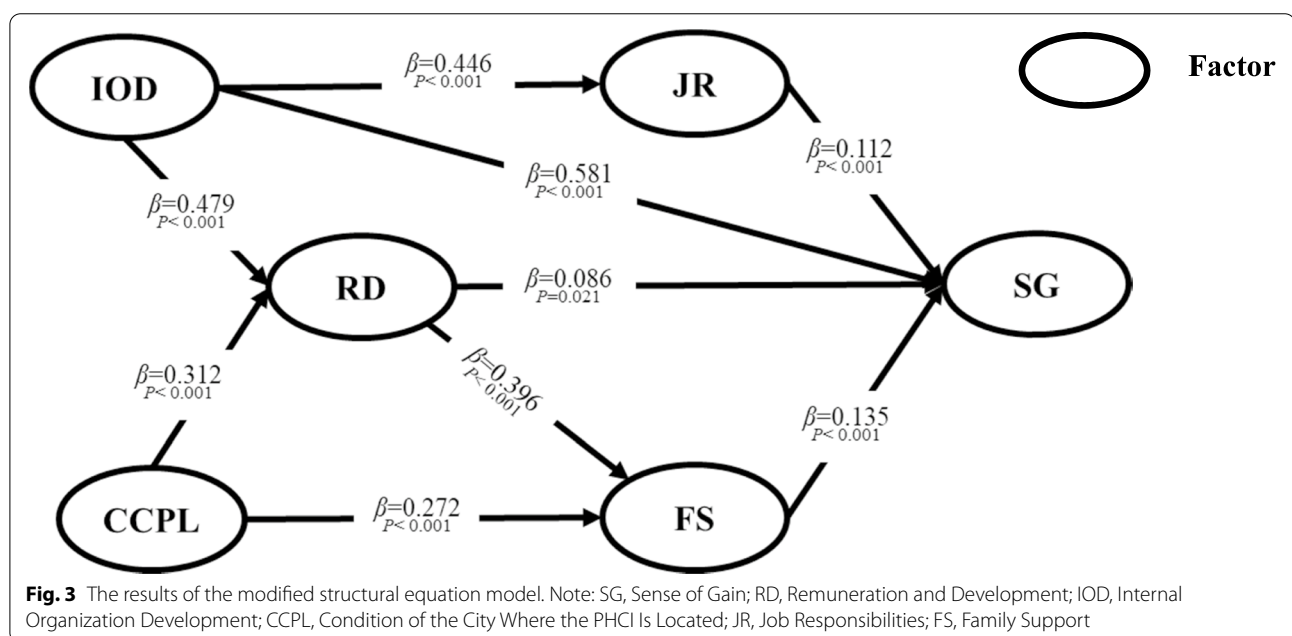 IOD
β=0.446
P< 0.001
JR
Factor
β=0.112
P< 0.001
β=0.581
P< 0.001
β=0.479
P< 0.001
RD
β=0.086
P=0.021
SG
β=0.312
P< 0.001
β=0.396
P< 0.001
β=0.135
P< 0.001
CCPL
β=0.272
P< 0.001
FS
Fig. 3 The results of the modified structural equation model. Note: SG, Sense of Gain; RD, Remuneration and Development; IOD, Internal
Organization Development; CCPL, Condition of the City Where the PHCI Is Located; JR, Job Responsibilities; FS, Family Support